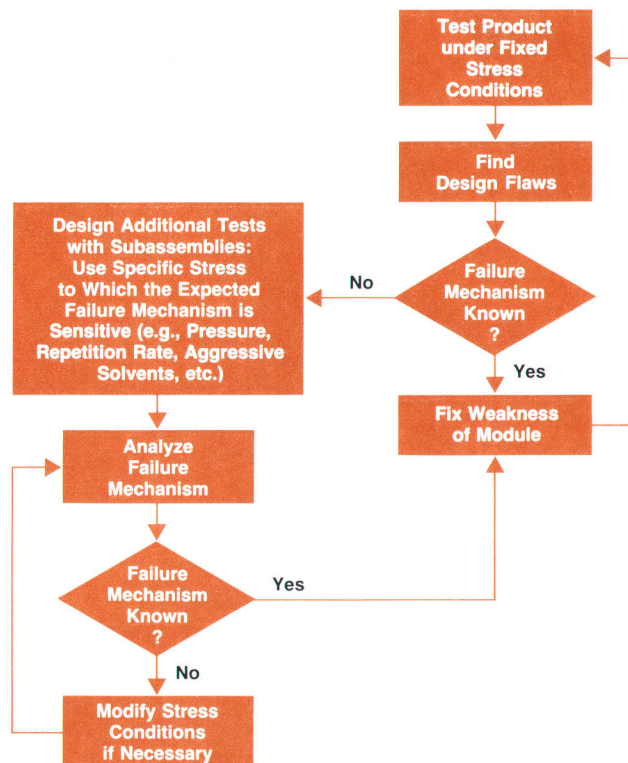 Test Product
under Fixed
Stress
Conditions
Find
Design Flaws
Failure
Mechanism
Known
?
No
Yes
Design Additional Tests
with Subassemblies:
Use Specific Stress
to Which the Expected
Failure Mechanism is
Sensitive (e.g., Pressure,
Repetition Rate, Aggressive
Solvents, etc.)
Fix Weakness
of Module
Analyze
Failure
Mechanism
Failure
Mechanism
Known
?
Yes
No
Modify Stress
Conditions
if Necessary